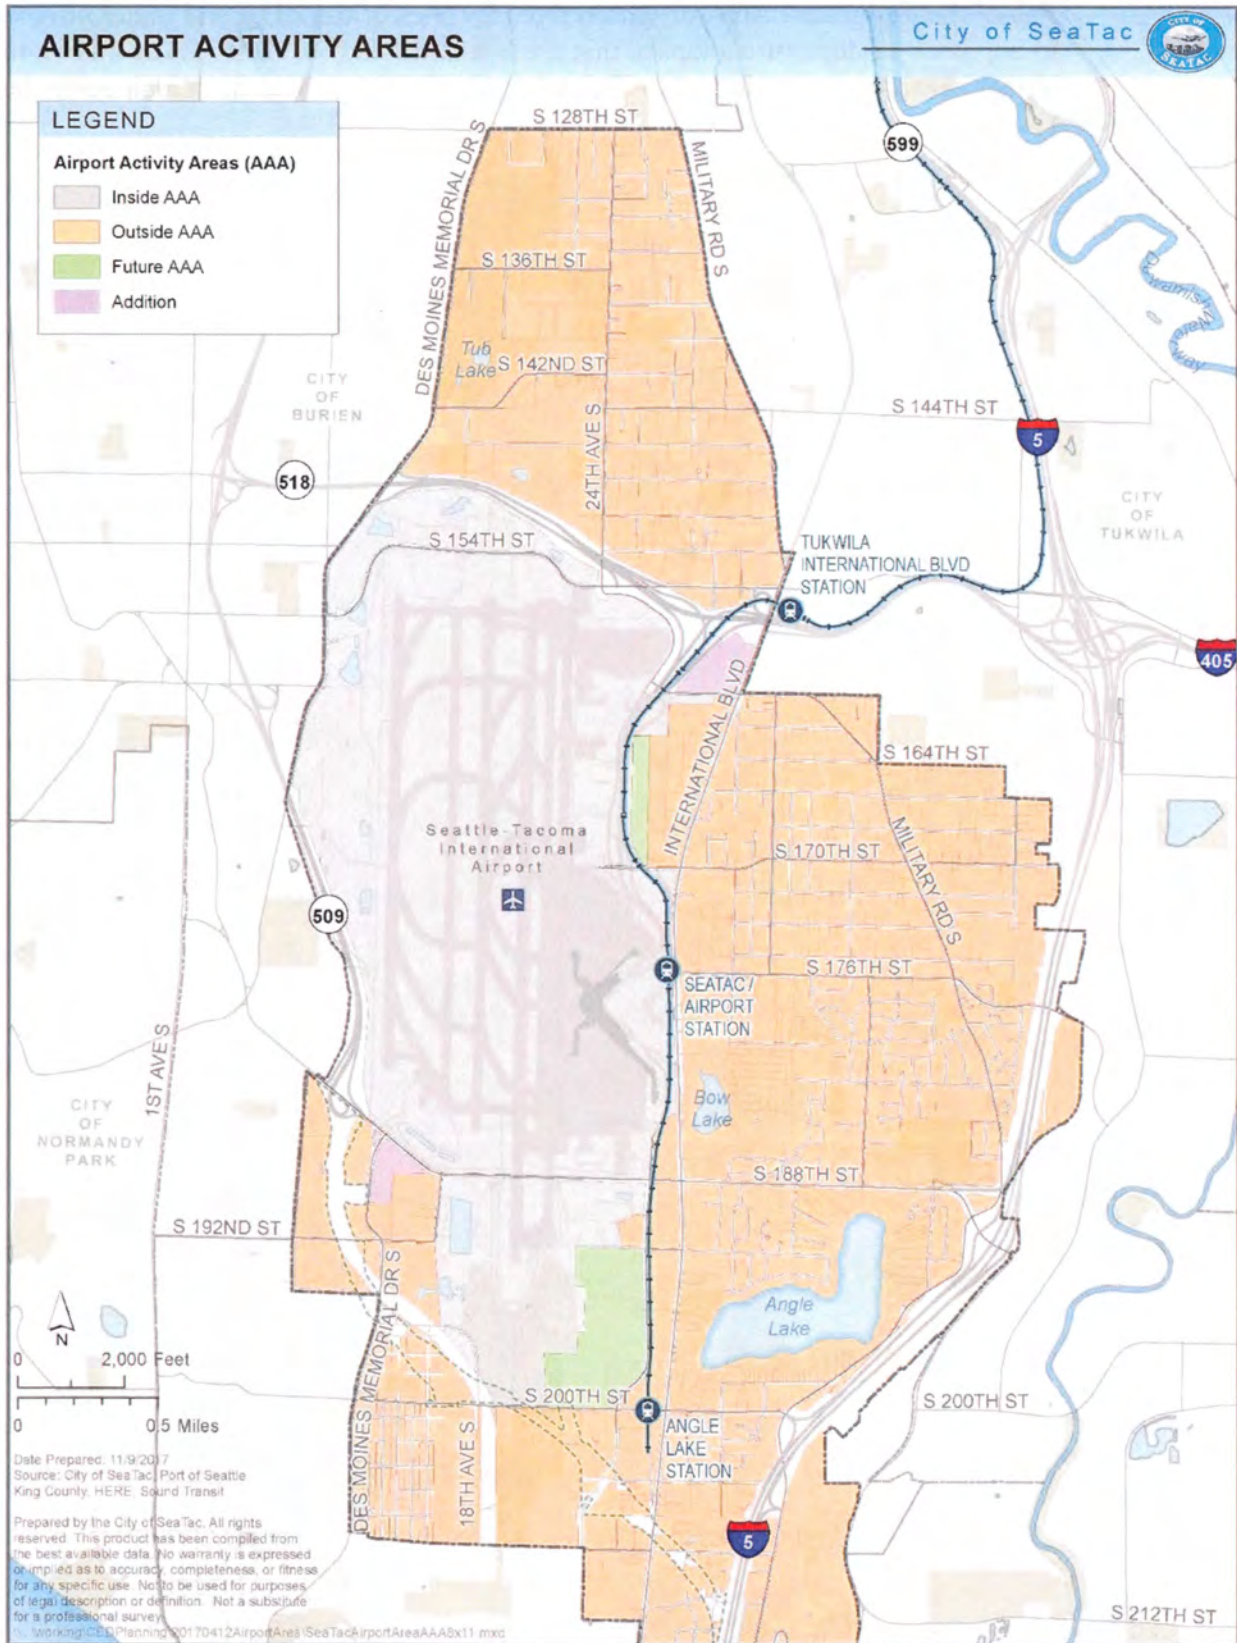 AIRPORT ACTIVITY AREAS
City of SeaTac
CITY OF
SEATAC
LEGEND
Airport Activity Areas (AAA)
Inside AAA
Outside AAA
Future AAA
Addition
S 128TH ST
DES MOINES MEMORIAL DR S
MILITARY RD S
599
Duwamish
Waterway
S 136TH ST
Tub
Lake
S 142ND ST
CITY
OF
BURIEN
S 144TH ST
5
24TH AVE S
518
CITY
OF
TUKWILA
S 154TH ST
TUKWILA
INTERNATIONAL BLVD
STATION
405
INTERNATIONAL BLVD
S 164TH ST
Seattle-Tacoma
International
Airport
S 170TH ST
MILITARY RD S
509
S 176TH ST
SEATAC /
AIRPORT
STATION
1ST AVE S
Bow
Lake
CITY
OF
NORMANDY
PARK
S 188TH ST
S 192ND ST
DES MOINES MEMORIAL DR S
Angle
Lake
N
0 2,000 Feet
0 0.5 Miles
S 200TH ST
S 200TH ST
18TH AVE S
ANGLE
LAKE
STATION
5
S 212TH ST
Date Prepared: 11/9/2017
Source: City of SeaTac, Port of Seattle
King County, HERE, Sound Transit
Prepared by the City of SeaTac. All rights
reserved. This product has been compiled from
the best available data. No warranty is expressed
or implied as to accuracy, completeness, or fitness
for any specific use. Not to be used for purposes
of legal description or definition. Not a substitute
for a professional survey.